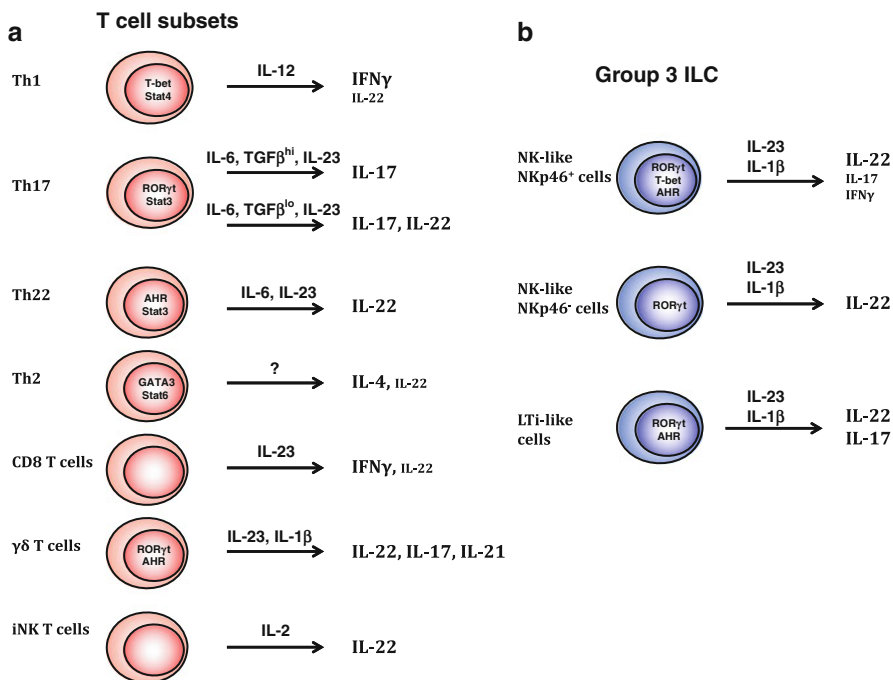 a
T cell subsets
Th1
T-bet
Stat4
IL-12
IFNγ
IL-22
Th17
RORγt
Stat3
IL-6, TGFβhi, IL-23
IL-17
IL-6, TGFβlo, IL-23
IL-17, IL-22
Th22
AHR
Stat3
IL-6, IL-23
IL-22
Th2
GATA3
Stat6
?
IL-4, IL-22
CD8 T cells
IL-23
IFNγ, IL-22
γδ T cells
RORγt
AHR
IL-23, IL-1β
IL-22, IL-17, IL-21
iNK T cells
IL-2
IL-22
b
Group 3 ILC
NK-like
NKp46+ cells
RORγt
T-bet
AHR
IL-23
IL-1β
IL-22
IL-17
IFNγ
NK-like
NKp46- cells
RORγt
IL-23
IL-1β
IL-22
LTi-like
cells
RORγt
AHR
IL-23
IL-1β
IL-22
IL-17